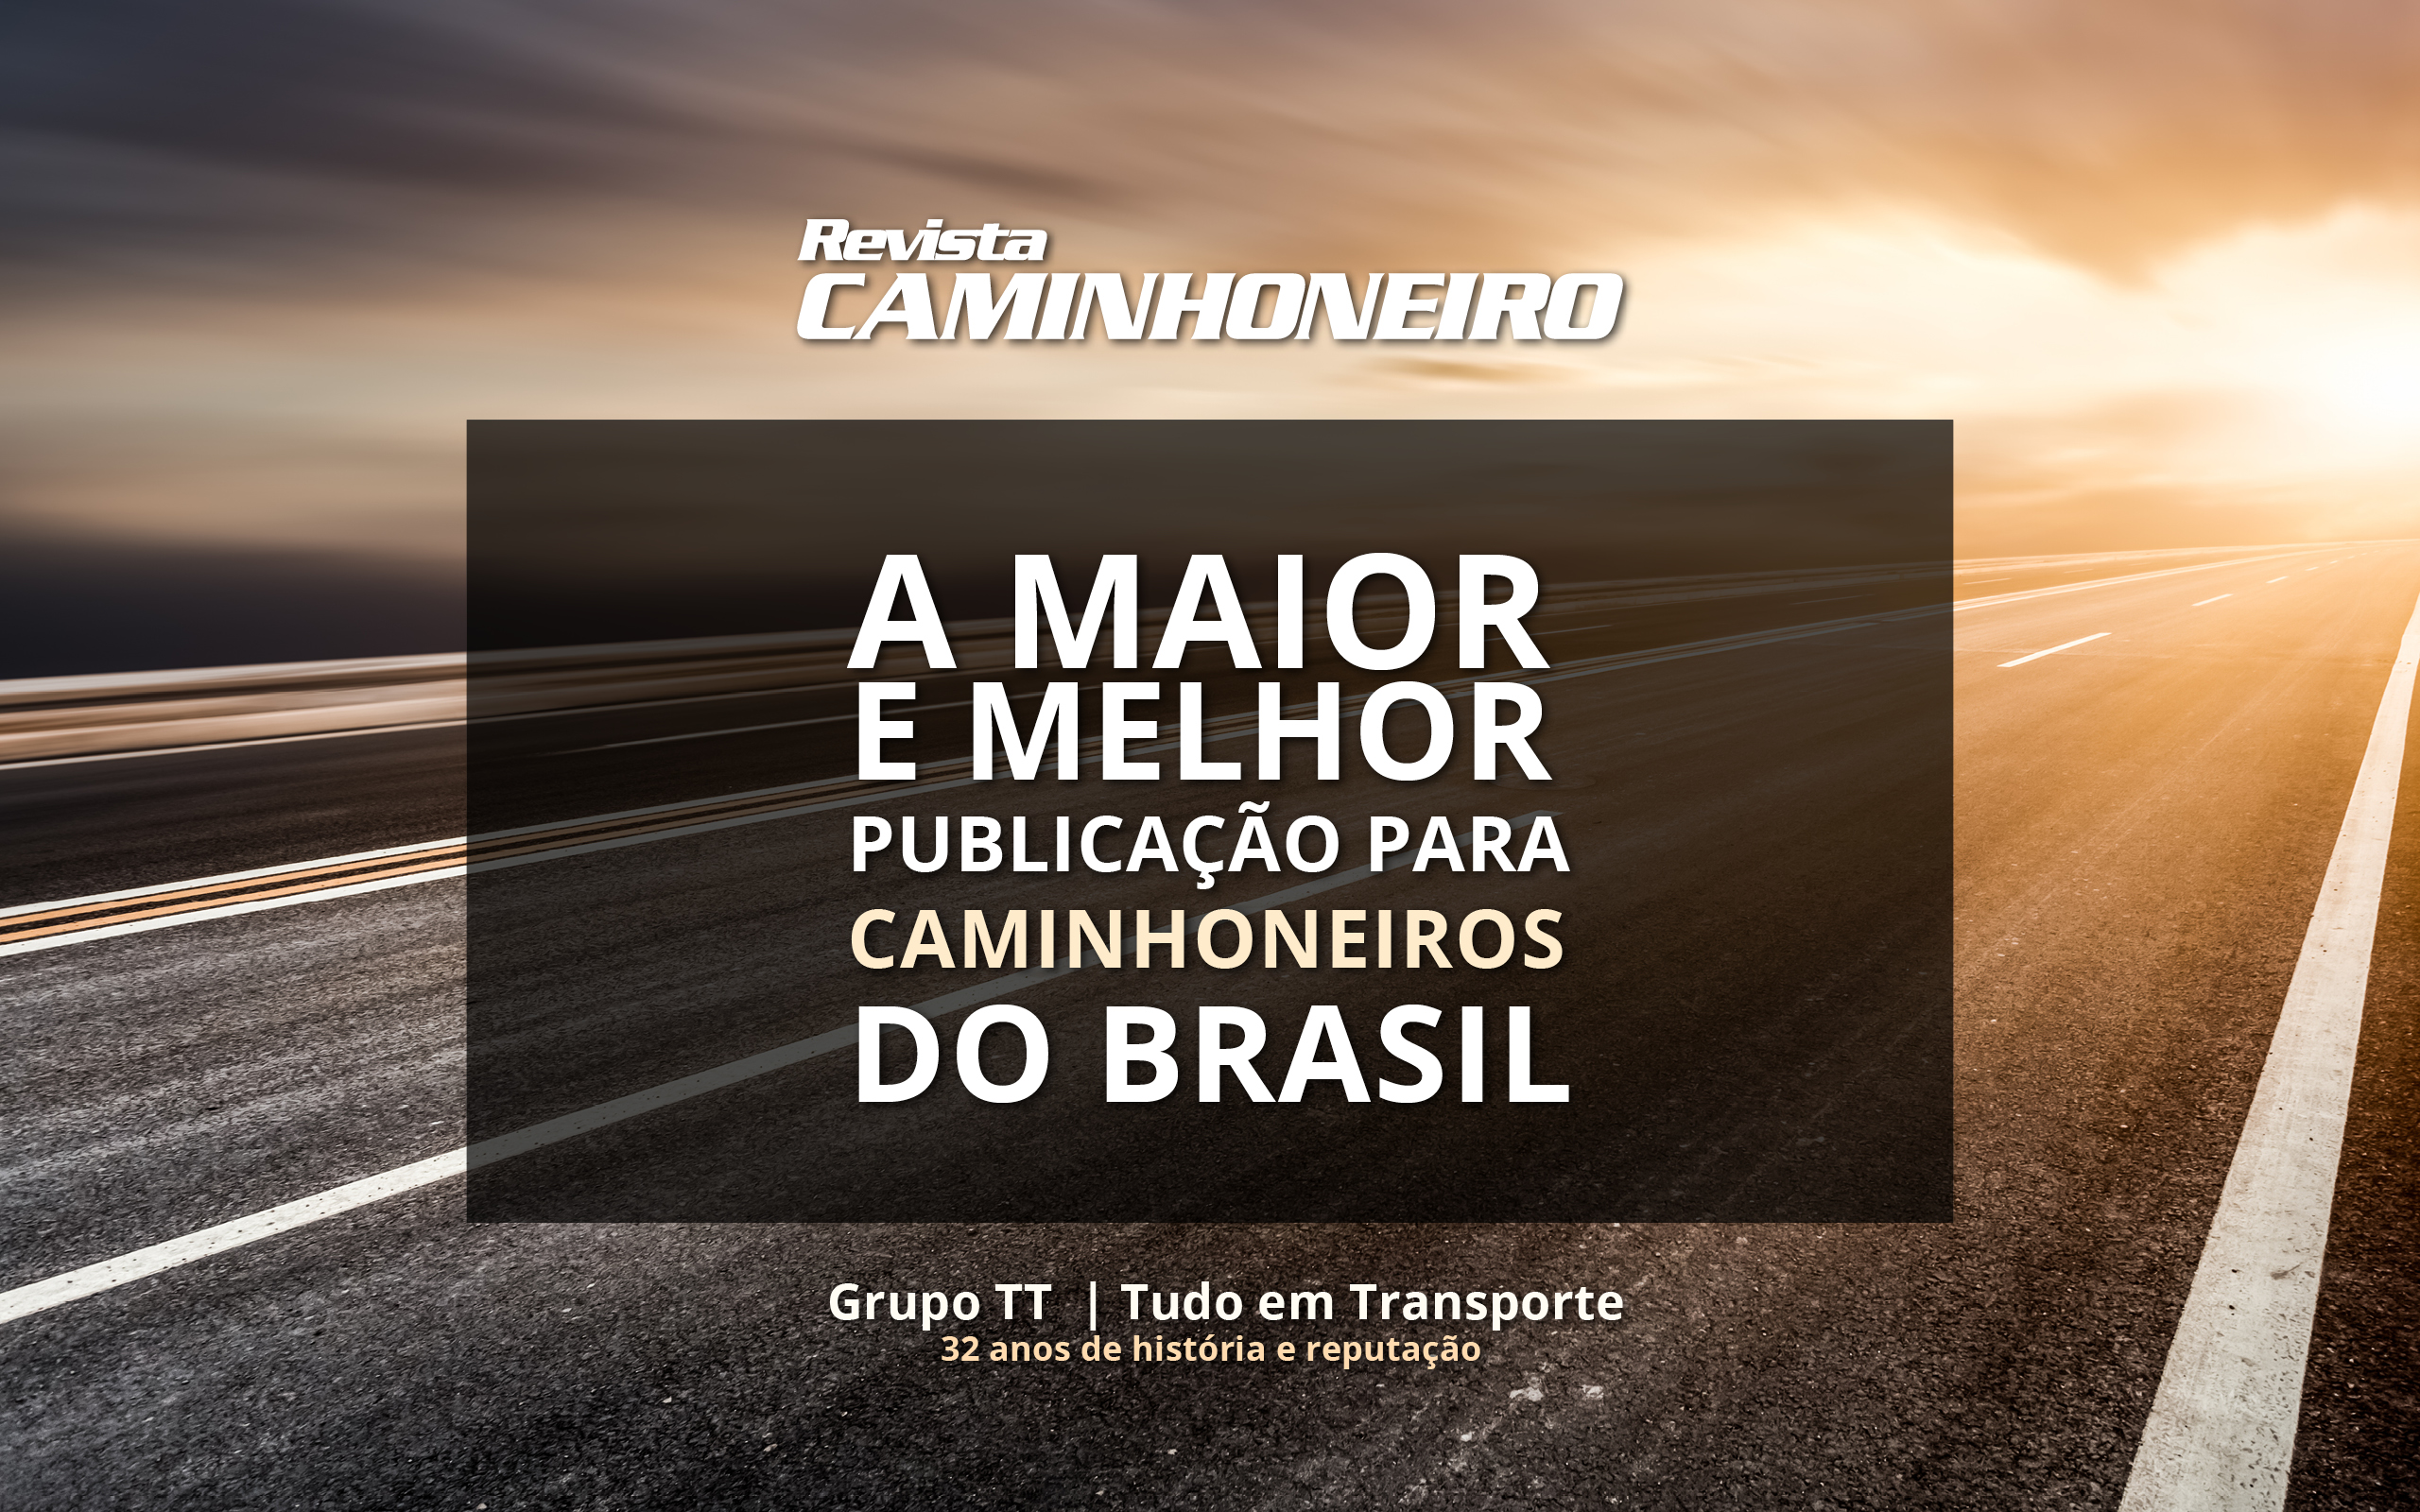 Revista
CAMINHONEIRO
A MAIOR
E MELHOR
PUBLICAÇÃO PARA
CAMINHONEIROS
DO BRASIL
Grupo TT | Tudo em Transporte
32 anos de história e reputação